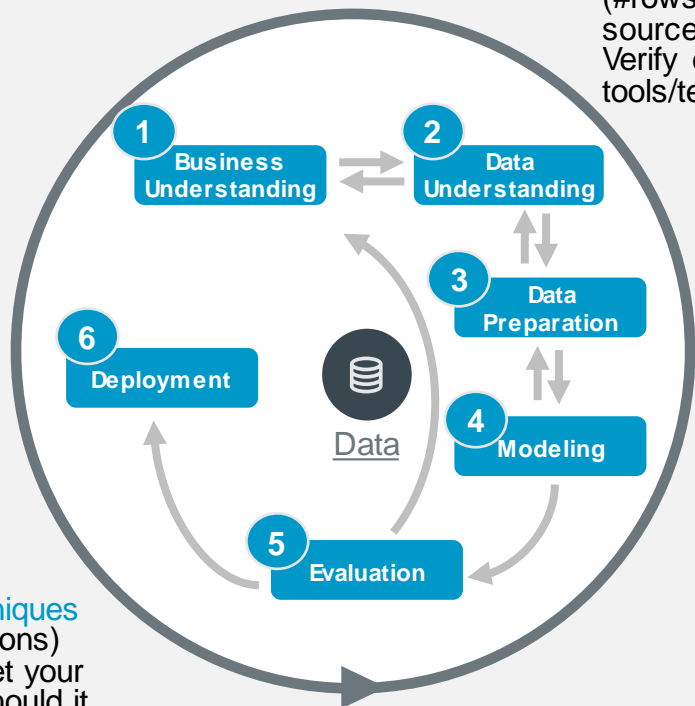 (#rows
source
Verify
tools/te
1
Business
Understanding
2
Data
Understanding
3
Data
Preparation
6
Deployment
Data
4
Modeling
5
Evaluation
niques
ons)
et your
hould it